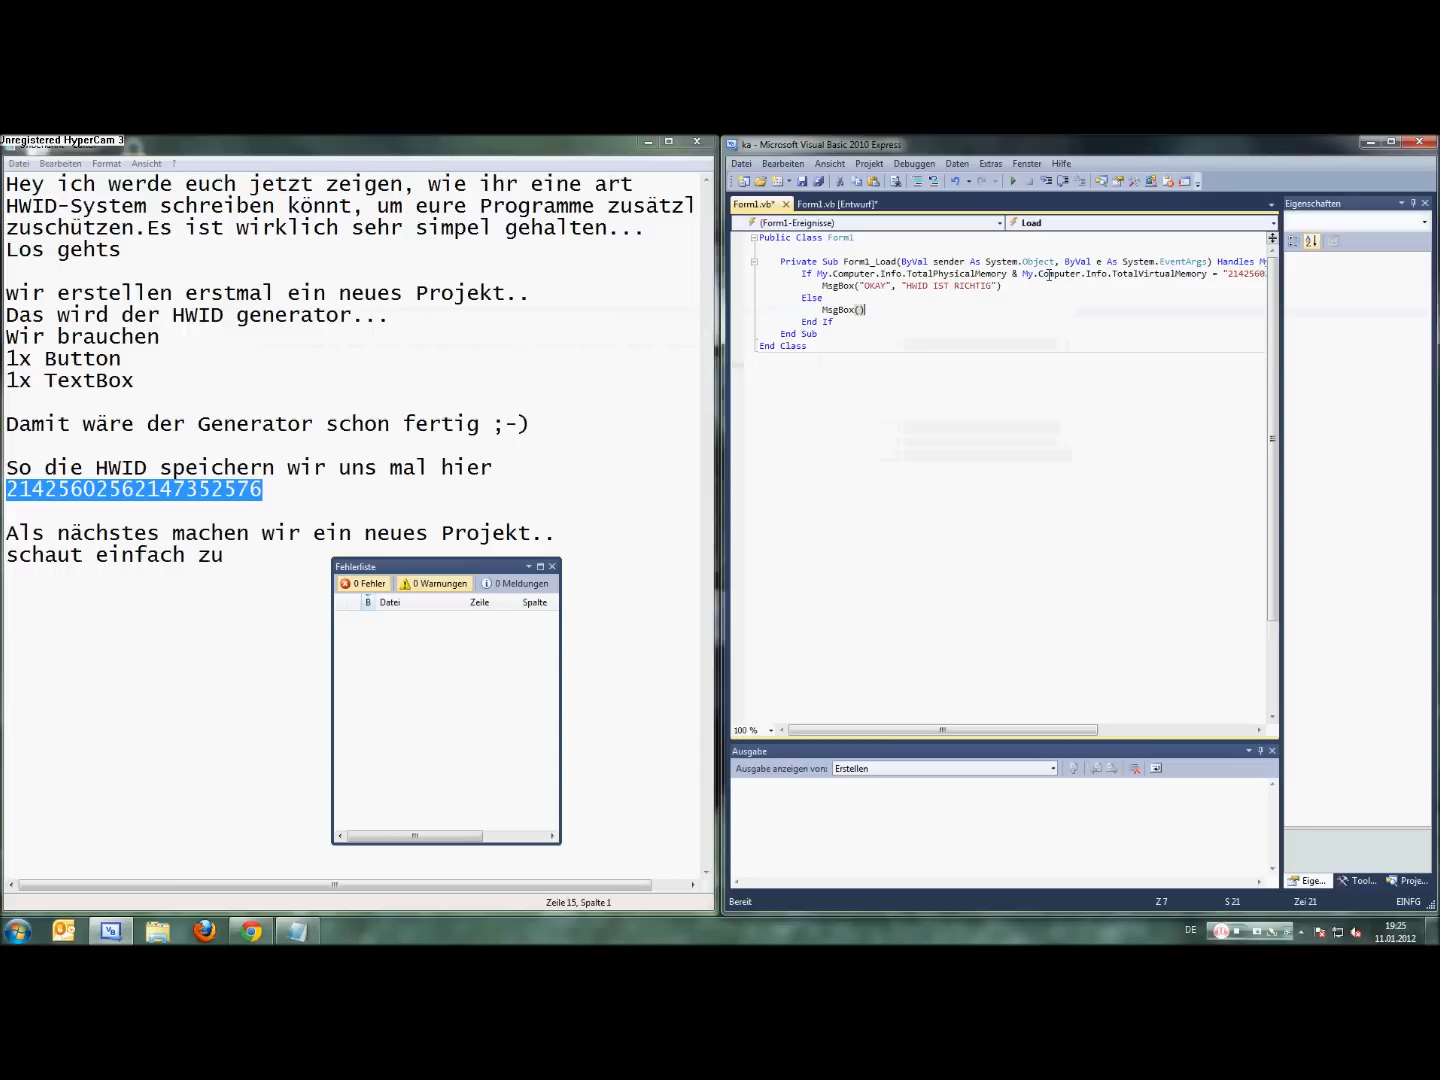 Unregistered HyperCam 3
Datei Bearbeiten Format Ansicht ?
Hey ich werde euch jetzt zeigen, wie ihr eine art
HWID-System schreiben könnt, um eure Programme zusätzl
zuschützen.Es ist wirklich sehr simpel gehalten...
Los gehts
wir erstellen erstmal ein neues Projekt..
Das wird der HWID generator...
Wir brauchen
1x Button
1x TextBox
Damit wäre der Generator schon fertig ;-)
So die HWID speichern wir uns mal hier
21425602562147352576
Als nächstes machen wir ein neues Projekt..
schaut einfach zu
Fehlerliste
0 Fehler 0 Warnungen 0 Meldungen
B Datei Zeile Spalte
Zeile 15, Spalte 1
ka - Microsoft Visual Basic 2010 Express
Datei Bearbeiten Ansicht Projekt Debuggen Daten Extras Fenster Hilfe
Form1.vb* Form1.vb [Entwurf]*
(Form1-Ereignisse) Load
Public Class Form1
Private Sub Form1_Load(ByVal sender As System.Object, ByVal e As System.EventArgs) Handles My
If My.Computer.Info.TotalPhysicalMemory & My.Computer.Info.TotalVirtualMemory = "2142560
MsgBox("OKAY", "HWID IST RICHTIG")
Else
MsgBox()
End If
End Sub
End Class
100 %
Ausgabe
Ausgabe anzeigen von: Erstellen
Bereit Z 7 S 21 Zei 21 EINFG
Eigenschaften
Eige... Tool... Proje...
DE
19:25
11.01.2012